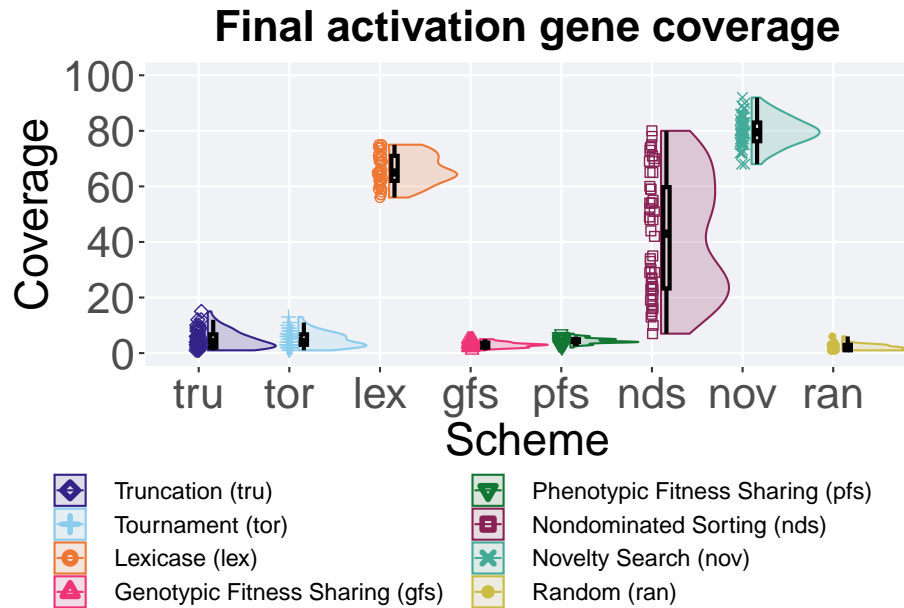 Final activation gene coverage
100
80
60
40
20
0
Coverage
tru tor lex gfs pfs nds nov ran
Scheme
Truncation (tru)
Tournament (tor)
Lexicase (lex)
Genotypic Fitness Sharing (gfs)
Phenotypic Fitness Sharing (pfs)
Nondominated Sorting (nds)
Novelty Search (nov)
Random (ran)